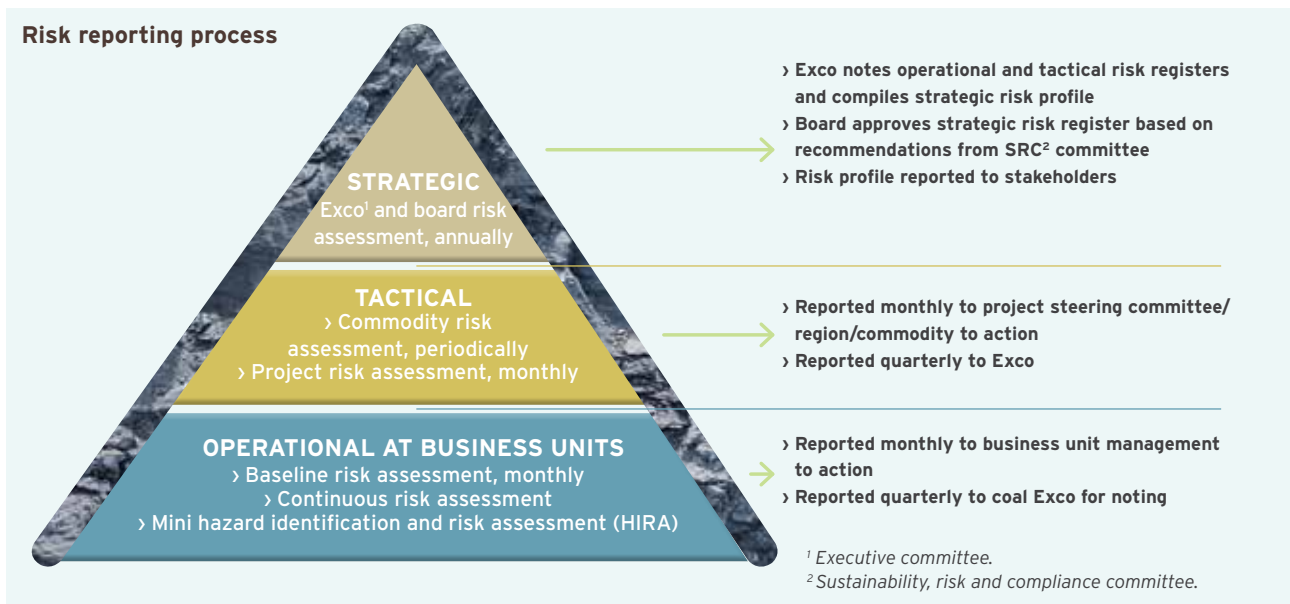 Risk reporting process
STRATEGIC
Exco¹ and board risk
assessment, annually
› Exco notes operational and tactical risk registers
and compiles strategic risk profile
› Board approves strategic risk register based on
recommendations from SRC² committee
› Risk profile reported to stakeholders
TACTICAL
› Commodity risk
assessment, periodically
› Project risk assessment, monthly
› Reported monthly to project steering committee/
region/commodity to action
› Reported quarterly to Exco
OPERATIONAL AT BUSINESS UNITS
› Baseline risk assessment, monthly
› Continuous risk assessment
› Mini hazard identification and risk assessment (HIRA)
› Reported monthly to business unit management
to action
› Reported quarterly to coal Exco for noting
¹ Executive committee.
² Sustainability, risk and compliance committee.